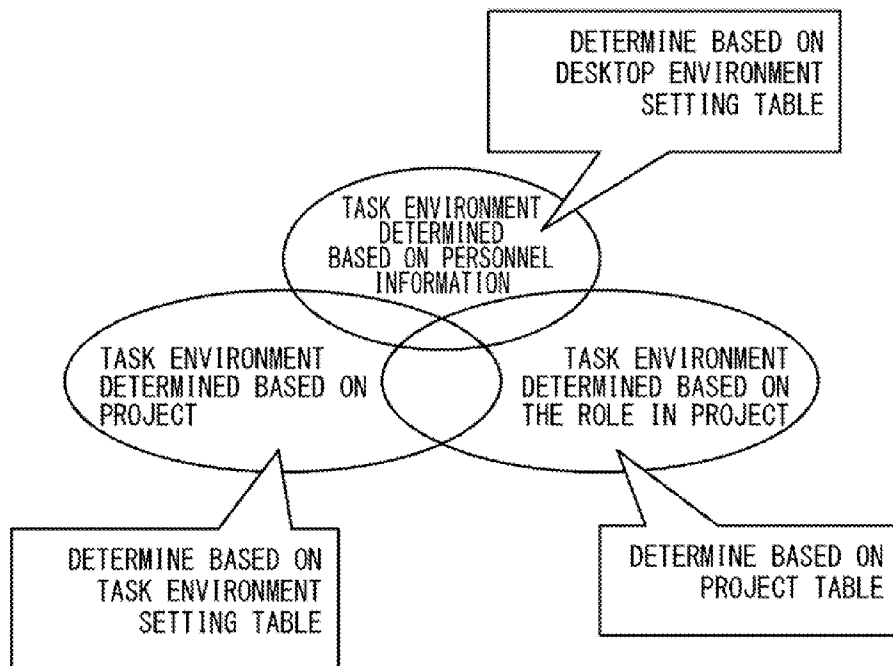 DETERMINE BASED ON
DESKTOP ENVIRONMENT
SETTING TABLE
TASK ENVIRONMENT
DETERMINED
BASED ON PERSONNEL
INFORMATION
TASK ENVIRONMENT
DETERMINED BASED ON
PROJECT
TASK ENVIRONMENT
DETERMINED BASED ON
THE ROLE IN PROJECT
DETERMINE BASED ON
TASK ENVIRONMENT
SETTING TABLE
DETERMINE BASED ON
PROJECT TABLE